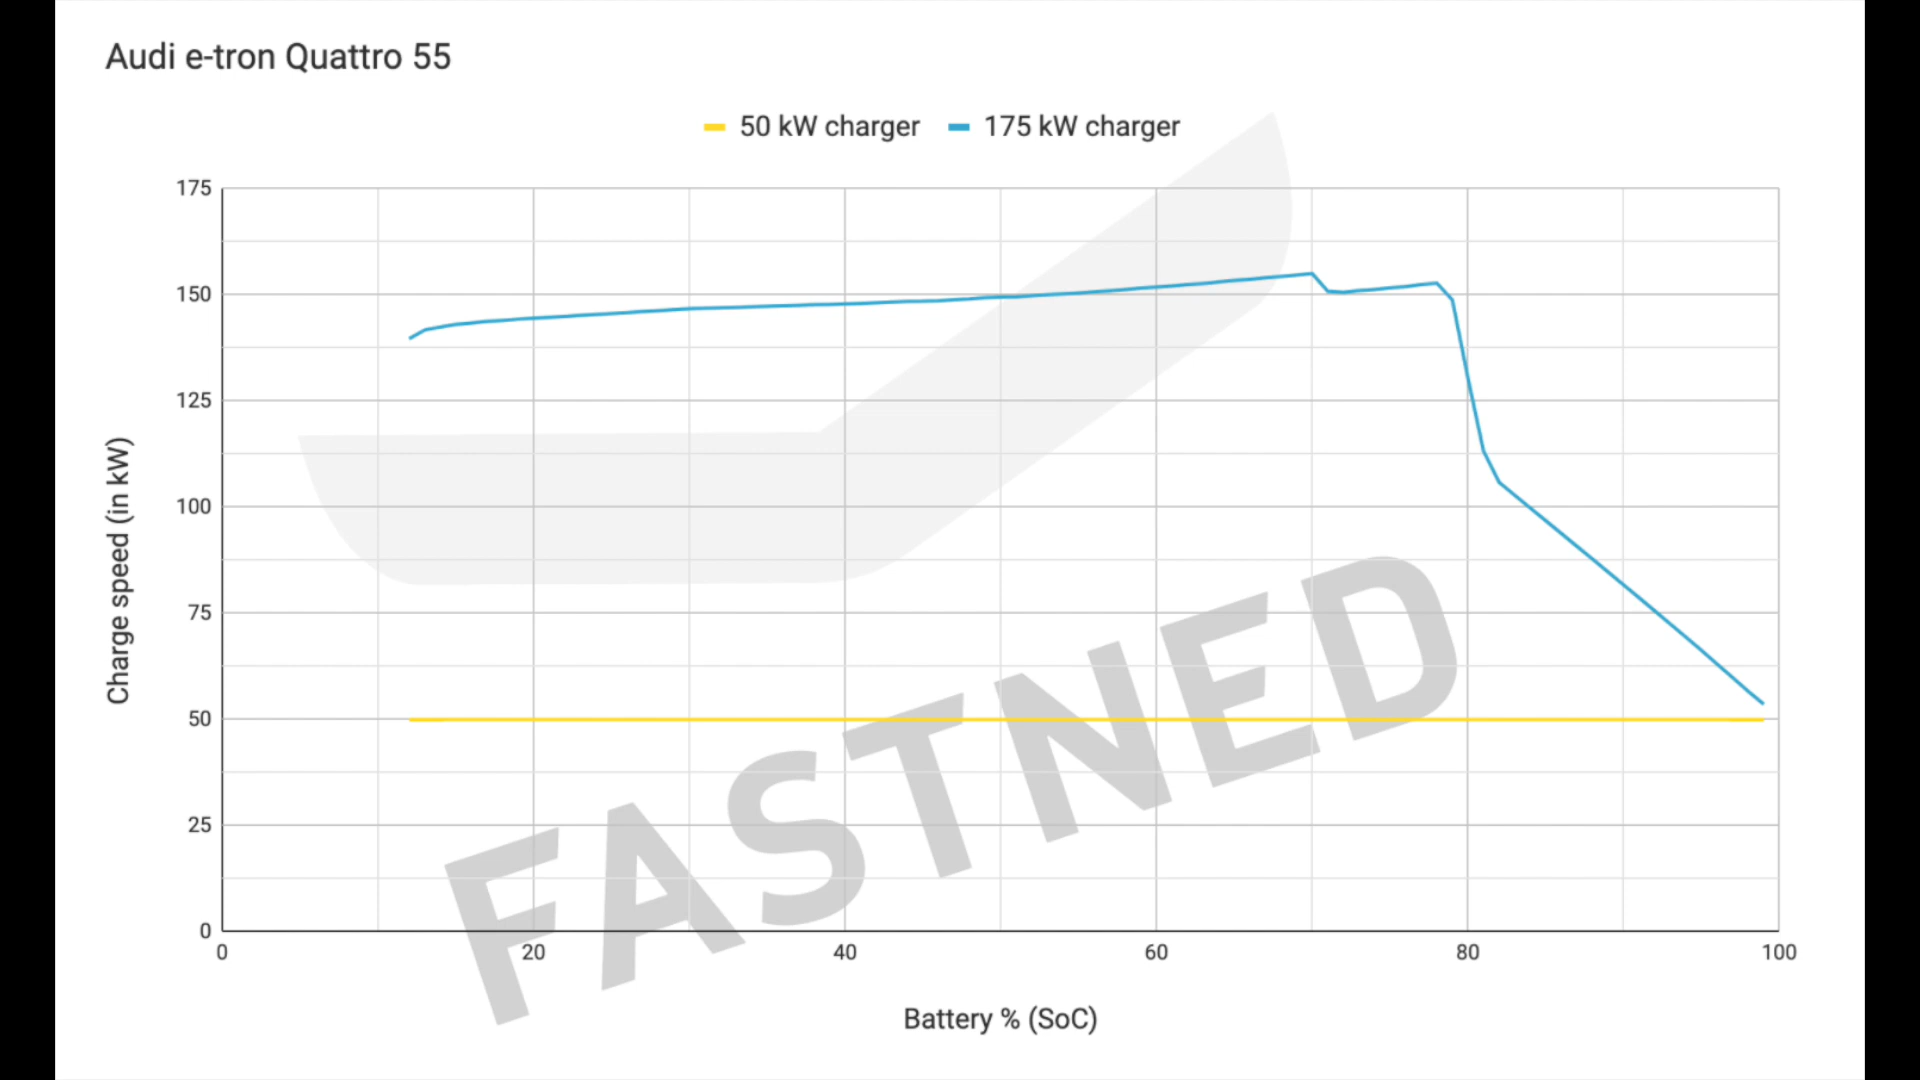 Audi e-tron Quattro 55
50 kW charger
175 kW charger
175
150
125
100
75
50
25
0
Charge speed (in kW)
0
20
40
60
80
100
Battery % (SoC)
FASTNED